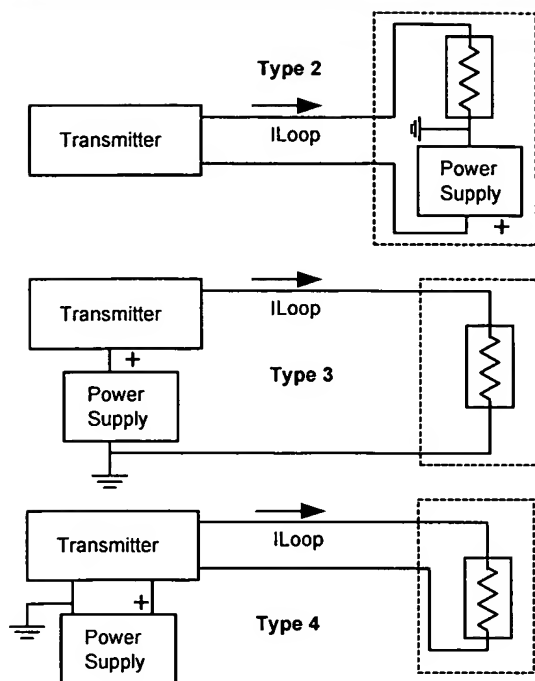 Type 2
Transmitter
ILoop
Power
Supply
+
Transmitter
ILoop
+
Power
Supply
Type 3
Transmitter
ILoop
+
Power
Supply
Type 4